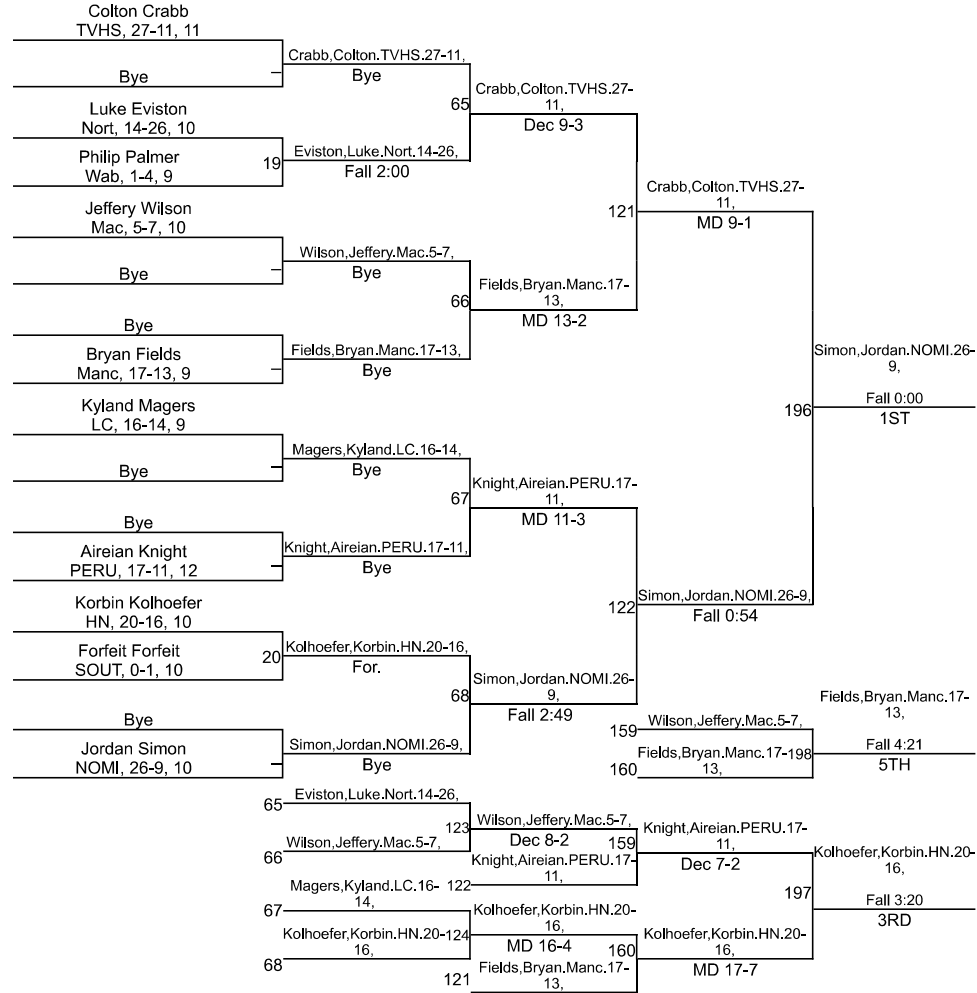 Colton Crabb
TVHS, 27-11, 11
Crabb,Colton.TVHS.27-11,
Bye
Bye
65
Crabb,Colton.TVHS.27-
11,
Dec 9-3
Luke Eviston
Nort, 14-26, 10
19
Eviston,Luke.Nort.14-26,
Fall 2:00
Philip Palmer
Wab, 1-4, 9
121
Crabb,Colton.TVHS.27-
11,
MD 9-1
Jeffery Wilson
Mac, 5-7, 10
Wilson,Jeffery.Mac.5-7,
Bye
Bye
66
Fields,Bryan.Manc.17-
13,
MD 13-2
Bye
Fields,Bryan.Manc.17-13,
Bye
Bryan Fields
Manc, 17-13, 9
196
Simon,Jordan.NOMI.26-
9,
Fall 0:00
1ST
Kyland Magers
LC, 16-14, 9
Magers,Kyland.LC.16-14,
Bye
Bye
67
Knight,Aireian.PERU.17-
11,
MD 11-3
Bye
Knight,Aireian.PERU.17-11,
Bye
Aireian Knight
PERU, 17-11, 12
122
Simon,Jordan.NOMI.26-9,
Fall 0:54
Korbin Kolhoefer
HN, 20-16, 10
20
Kolhoefer,Korbin.HN.20-16,
For.
Forfeit Forfeit
SOUT, 0-1, 10
68
Simon,Jordan.NOMI.26-
9,
Fall 2:49
Bye
Simon,Jordan.NOMI.26-9,
Bye
Jordan Simon
NOMI, 26-9, 10
159
Wilson,Jeffery.Mac.5-7,
160
Fields,Bryan.Manc.17-
13,
198
Fields,Bryan.Manc.17-
13,
Fall 4:21
5TH
65
Eviston,Luke.Nort.14-26,
66
Wilson,Jeffery.Mac.5-7,
123
Wilson,Jeffery.Mac.5-7,
Dec 8-2
122
Knight,Aireian.PERU.17-
11,
159
Knight,Aireian.PERU.17-
11,
Dec 7-2
67
Magers,Kyland.LC.16-
14,
68
Kolhoefer,Korbin.HN.20-
16,
124
Kolhoefer,Korbin.HN.20-
16,
MD 16-4
121
Fields,Bryan.Manc.17-
13,
160
Kolhoefer,Korbin.HN.20-
16,
MD 17-7
197
Kolhoefer,Korbin.HN.20-
16,
Fall 3:20
3RD